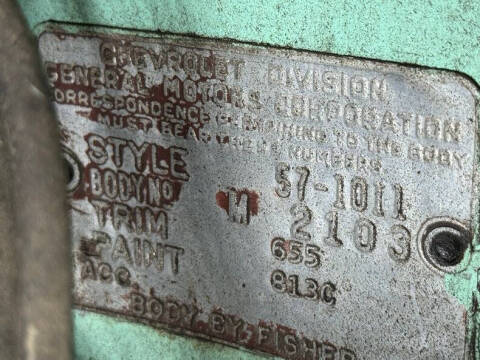 CHEVROLET DIVISION
GENERAL MOTORS CORPORATION
CORRESPONDENCE PERTAINING TO THE BODY
MUST BEAR THESE NUMBERS
STYLE 57-1011
BODY NO M 2103
TRIM 655
PAINT 813C
ACC.
BODY BY FISHER